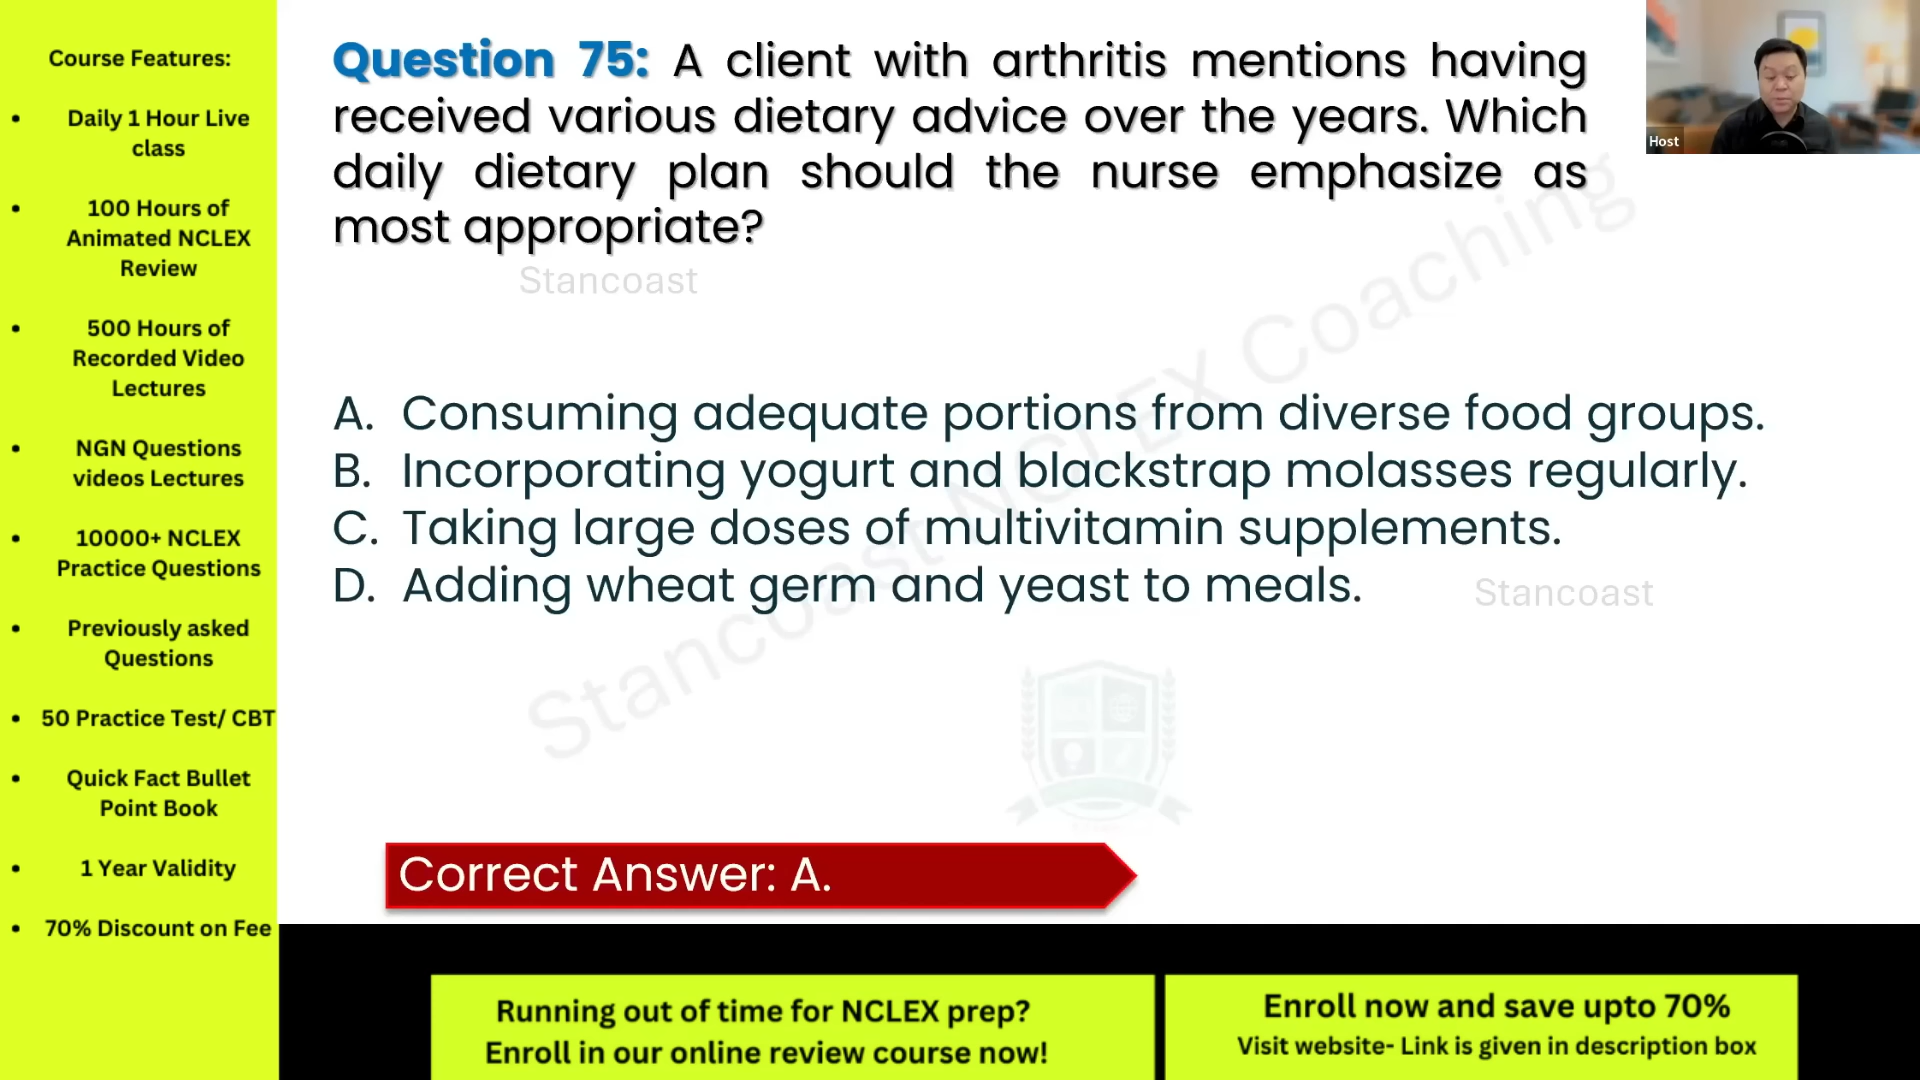 Course Features:
• Daily 1 Hour Live
class
• 100 Hours of
Animated NCLEX
Review
• 500 Hours of
Recorded Video
Lectures
• NGN Questions
videos Lectures
• 10000+ NCLEX
Practice Questions
• Previously asked
Questions
• 50 Practice Test/ CBT
• Quick Fact Bullet
Point Book
• 1 Year Validity
• 70% Discount on Fee
Question 75: A client with arthritis mentions having
received various dietary advice over the years. Which
daily dietary plan should the nurse emphasize as
most appropriate?
Host
Stancoast
Stancoast NCLEX Coaching
A. Consuming adequate portions from diverse food groups.
B. Incorporating yogurt and blackstrap molasses regularly.
C. Taking large doses of multivitamin supplements.
D. Adding wheat germ and yeast to meals.
Stancoast
Correct Answer: A.
Running out of time for NCLEX prep?
Enroll in our online review course now!
Enroll now and save upto 70%
Visit website- Link is given in description box